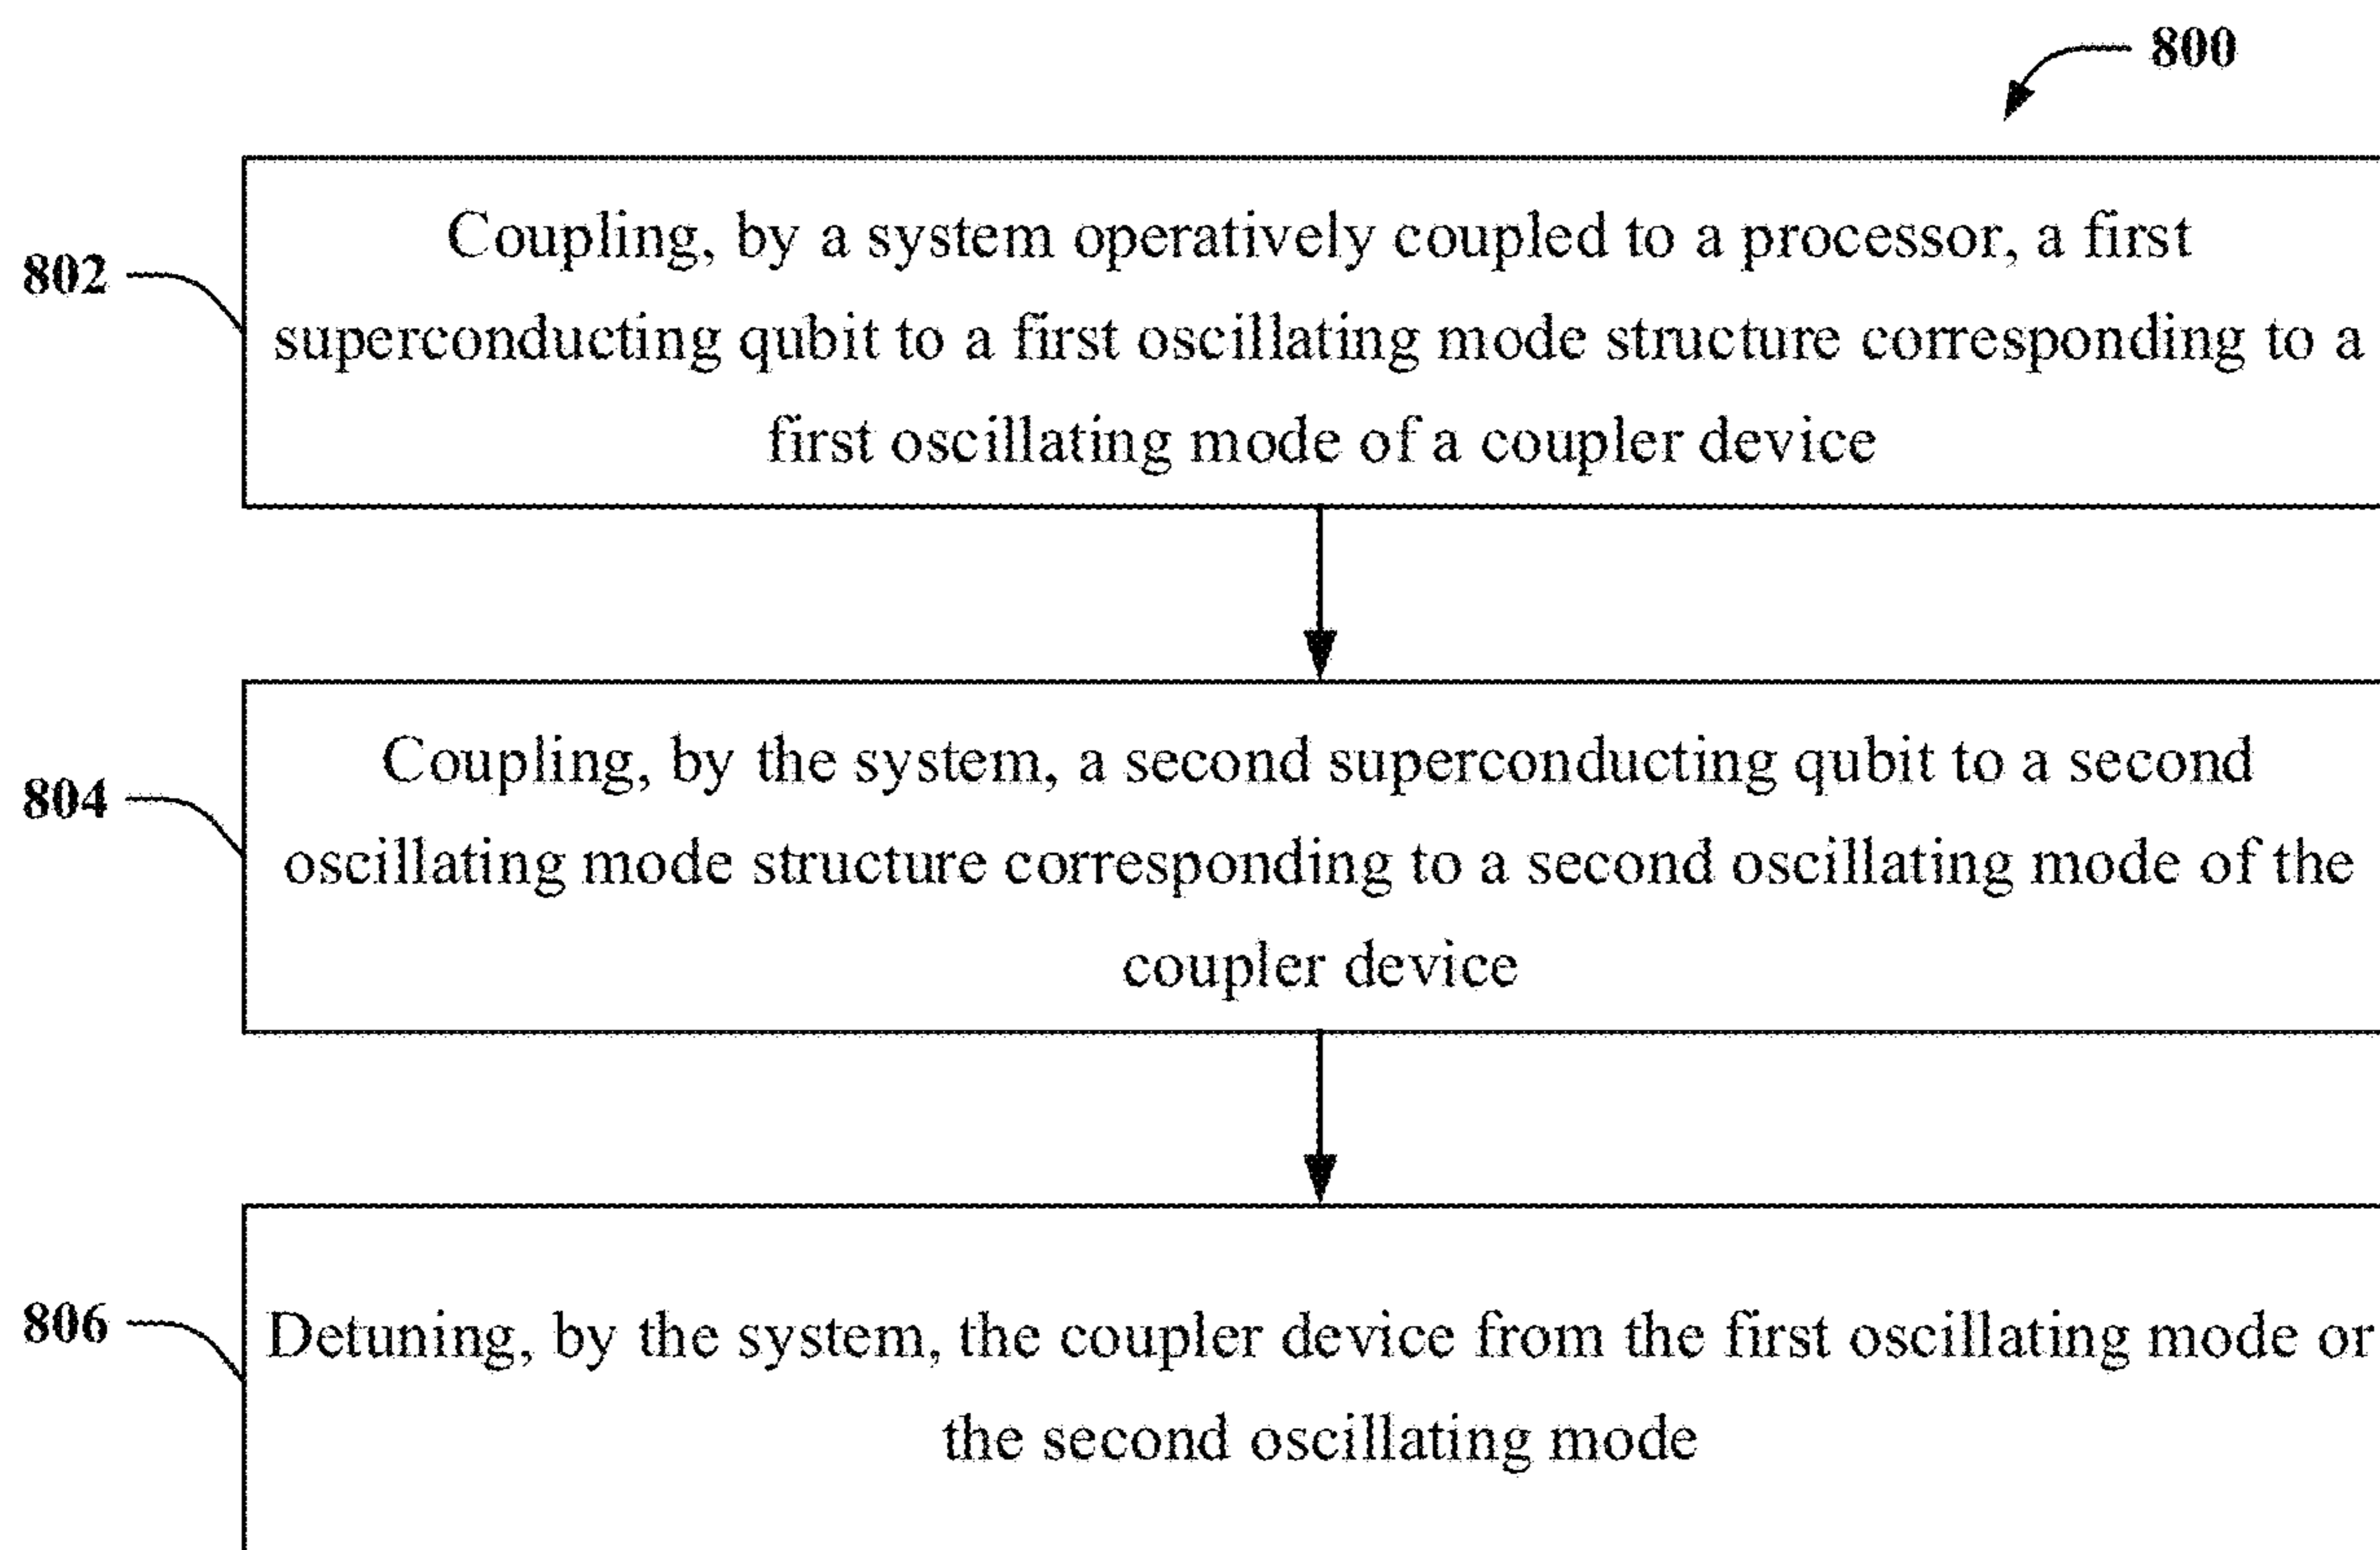 800
802
Coupling, by a system operatively coupled to a processor, a first
superconducting qubit to a first oscillating mode structure corresponding to a
first oscillating mode of a coupler device
804
Coupling, by the system, a second superconducting qubit to a second
oscillating mode structure corresponding to a second oscillating mode of the
coupler device
806
Detuning, by the system, the coupler device from the first oscillating mode or
the second oscillating mode